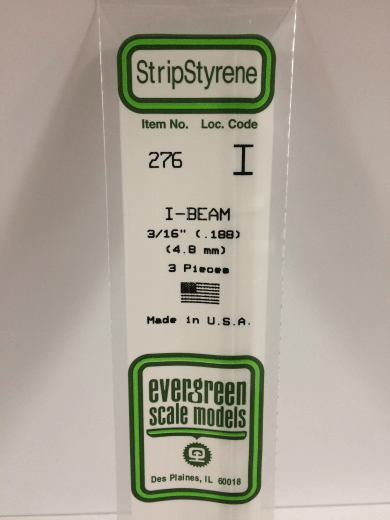 StripStyrene
Item No. Loc. Code
276 I
I-BEAM
3/16" (.188)
(4.8 mm)
3 Pieces
Made in U.S.A.
evergreen
scale models
Des Plaines, IL 60018